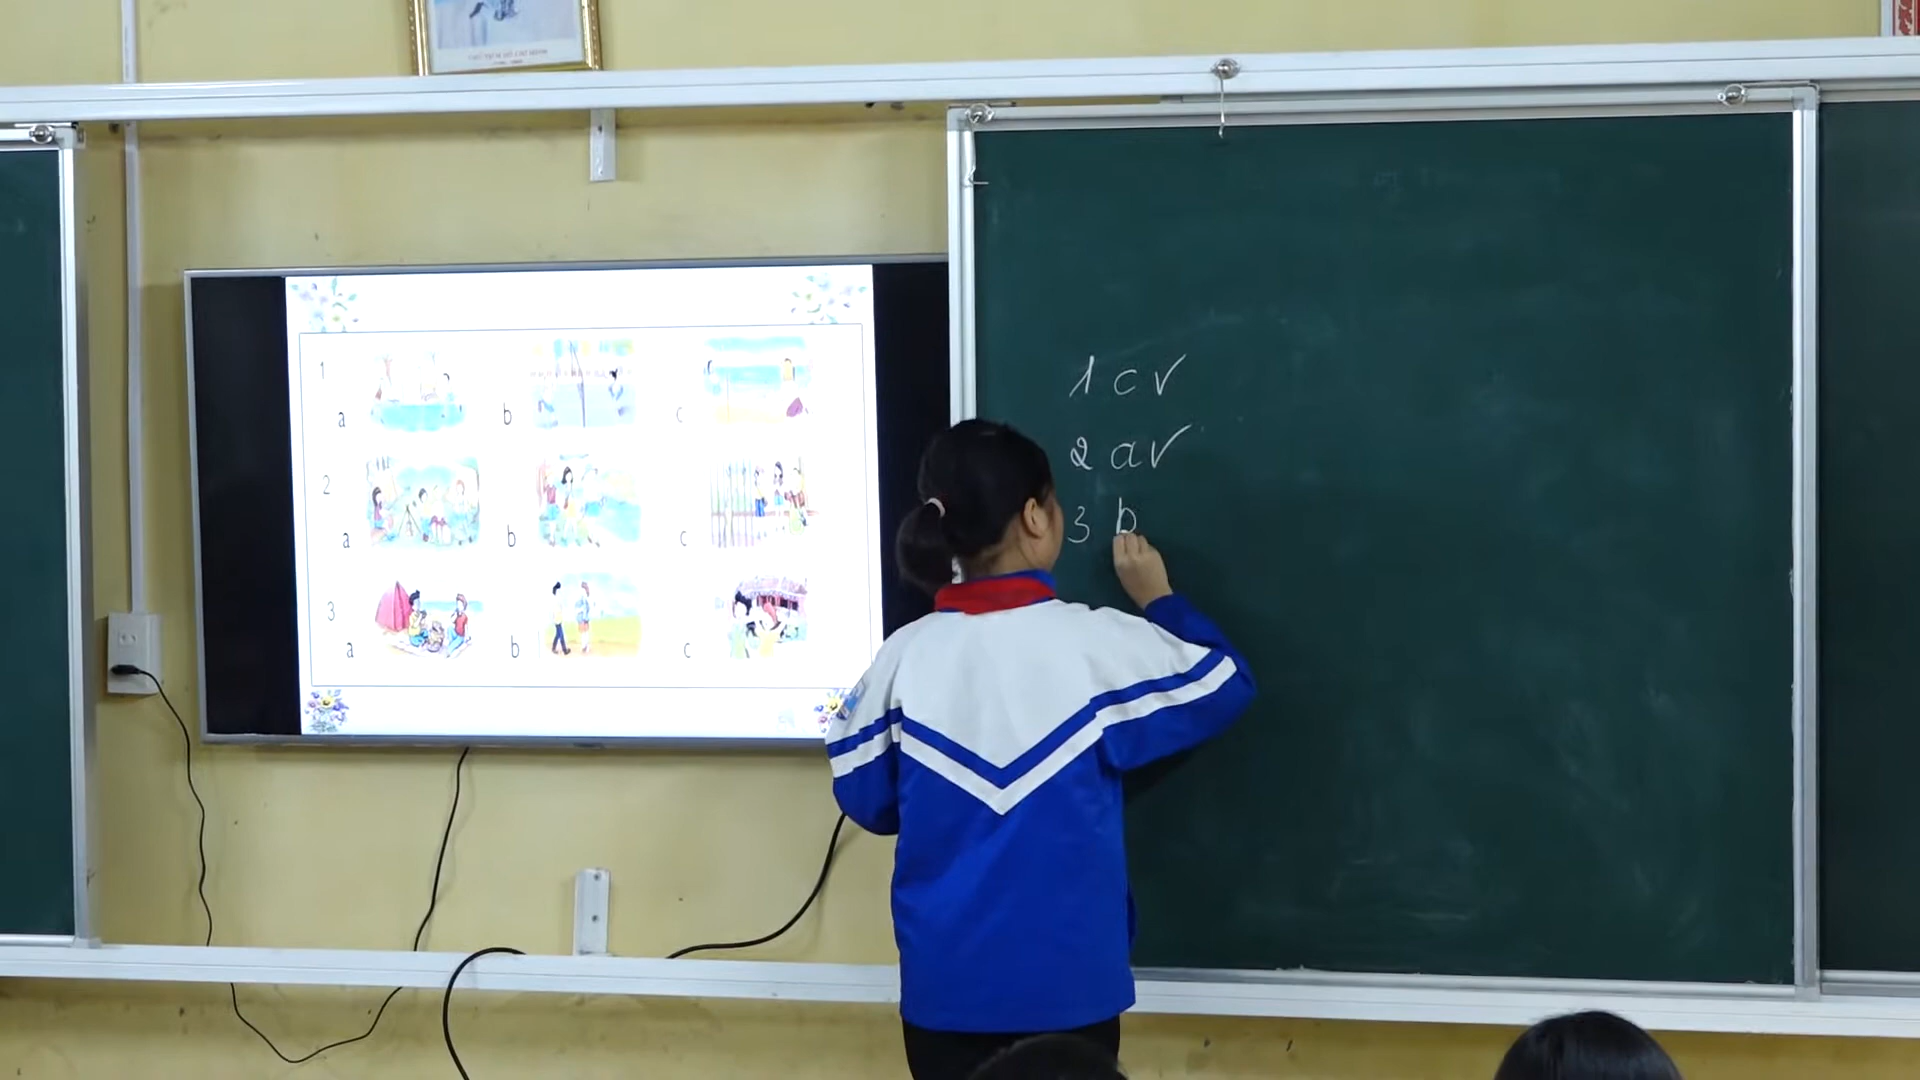 1
a b c
2
a b c
3
a b c
1 c ✓
2 a ✓
3 b